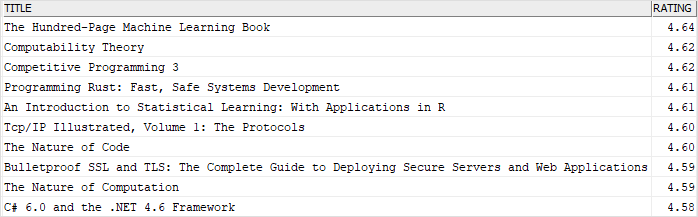 TITLE RATING
The Hundred-Page Machine Learning Book 4.64
Computability Theory 4.62
Competitive Programming 3 4.62
Programming Rust: Fast, Safe Systems Development 4.61
An Introduction to Statistical Learning: With Applications in R 4.61
Tcp/IP Illustrated, Volume 1: The Protocols 4.60
The Nature of Code 4.60
Bulletproof SSL and TLS: The Complete Guide to Deploying Secure Servers and Web Applications 4.59
The Nature of Computation 4.59
C# 6.0 and the .NET 4.6 Framework 4.58